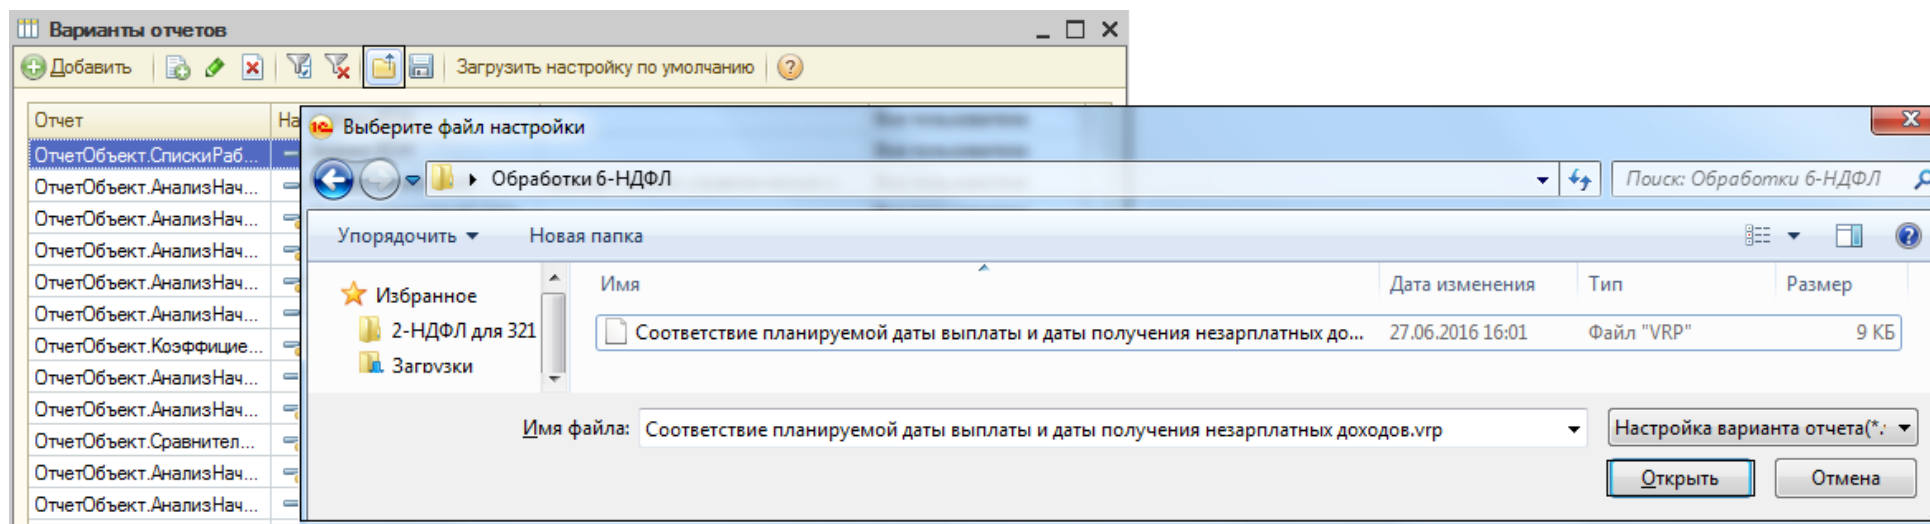 Варианты отчетов
Добавить Загрузить настройку по умолчанию
Отчет
ОтчетОбъект.СпискиРаб...
ОтчетОбъект.АнализНач...
ОтчетОбъект.АнализНач...
ОтчетОбъект.АнализНач...
ОтчетОбъект.АнализНач...
ОтчетОбъект.АнализНач...
ОтчетОбъект.Коэффицие...
ОтчетОбъект.АнализНач...
ОтчетОбъект.АнализНач...
ОтчетОбъект.Сравнител...
ОтчетОбъект.АнализНач...
ОтчетОбъект.АнализНач...
На
Выберите файл настройки
Обработки 6-НДФЛ
Поиск: Обработки 6-НДФЛ
Упорядочить Новая папка
Избранное
2-НДФЛ для 321
Загрузки
Имя Дата изменения Тип Размер
Соответствие планируемой даты выплаты и даты получения незарплатных до... 27.06.2016 16:01 Файл "VRP" 9 КБ
Имя файла: Соответствие планируемой даты выплаты и даты получения незарплатных доходов.vrp
Настройка варианта отчета(*.
Открыть Отмена